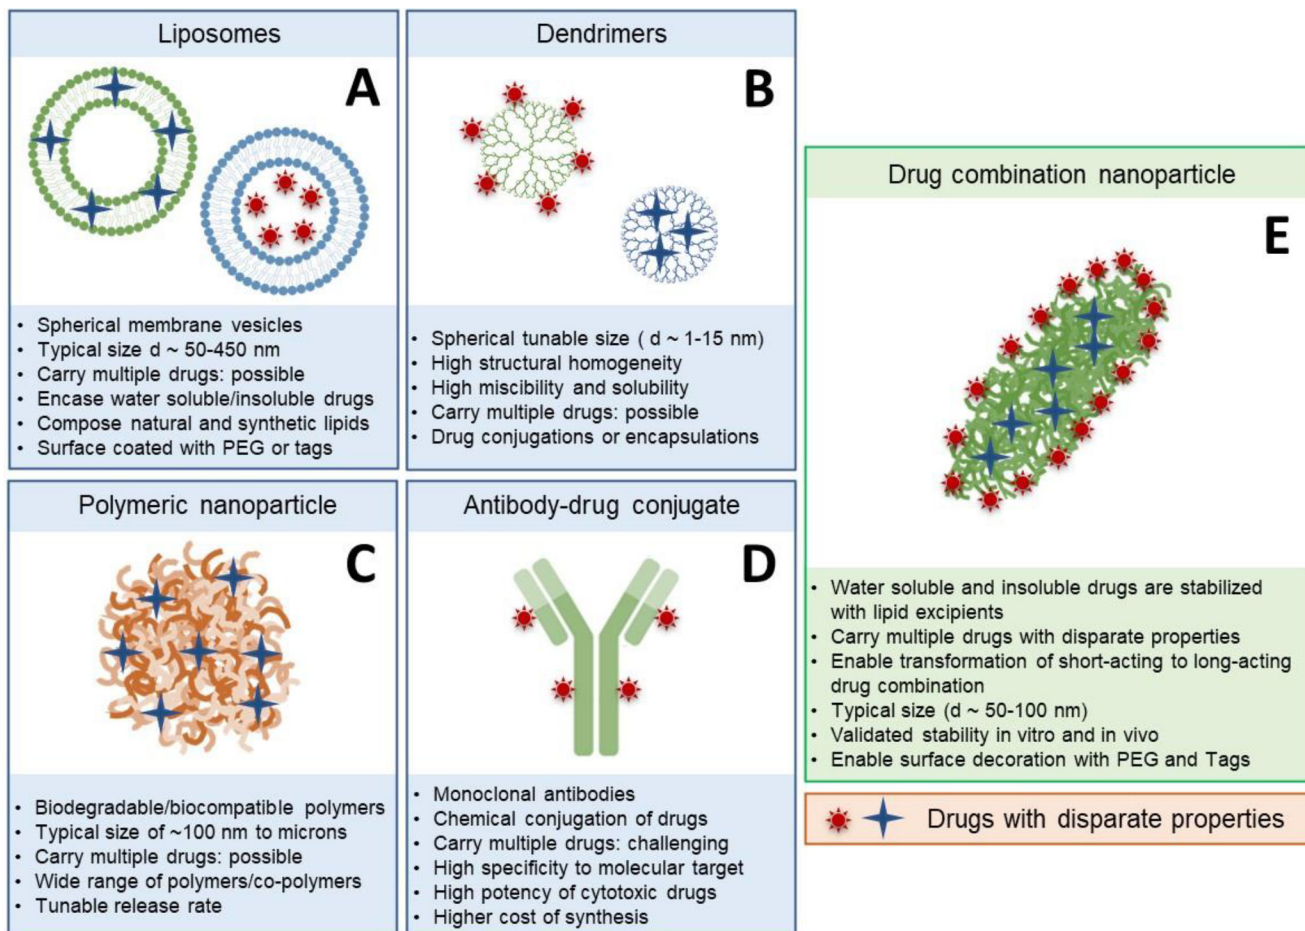 Liposomes
A
• Spherical membrane vesicles
• Typical size d ~ 50-450 nm
• Carry multiple drugs: possible
• Encase water soluble/insoluble drugs
• Compose natural and synthetic lipids
• Surface coated with PEG or tags
Dendrimers
B
• Spherical tunable size ( d ~ 1-15 nm)
• High structural homogeneity
• High miscibility and solubility
• Carry multiple drugs: possible
• Drug conjugations or encapsulations
Polymeric nanoparticle
C
• Biodegradable/biocompatible polymers
• Typical size of ~100 nm to microns
• Carry multiple drugs: possible
• Wide range of polymers/co-polymers
• Tunable release rate
Antibody-drug conjugate
D
• Monoclonal antibodies
• Chemical conjugation of drugs
• Carry multiple drugs: challenging
• High specificity to molecular target
• High potency of cytotoxic drugs
• Higher cost of synthesis
Drug combination nanoparticle
E
• Water soluble and insoluble drugs are stabilized
with lipid excipients
• Carry multiple drugs with disparate properties
• Enable transformation of short-acting to long-acting
drug combination
• Typical size (d ~ 50-100 nm)
• Validated stability in vitro and in vivo
• Enable surface decoration with PEG and Tags
Drugs with disparate properties